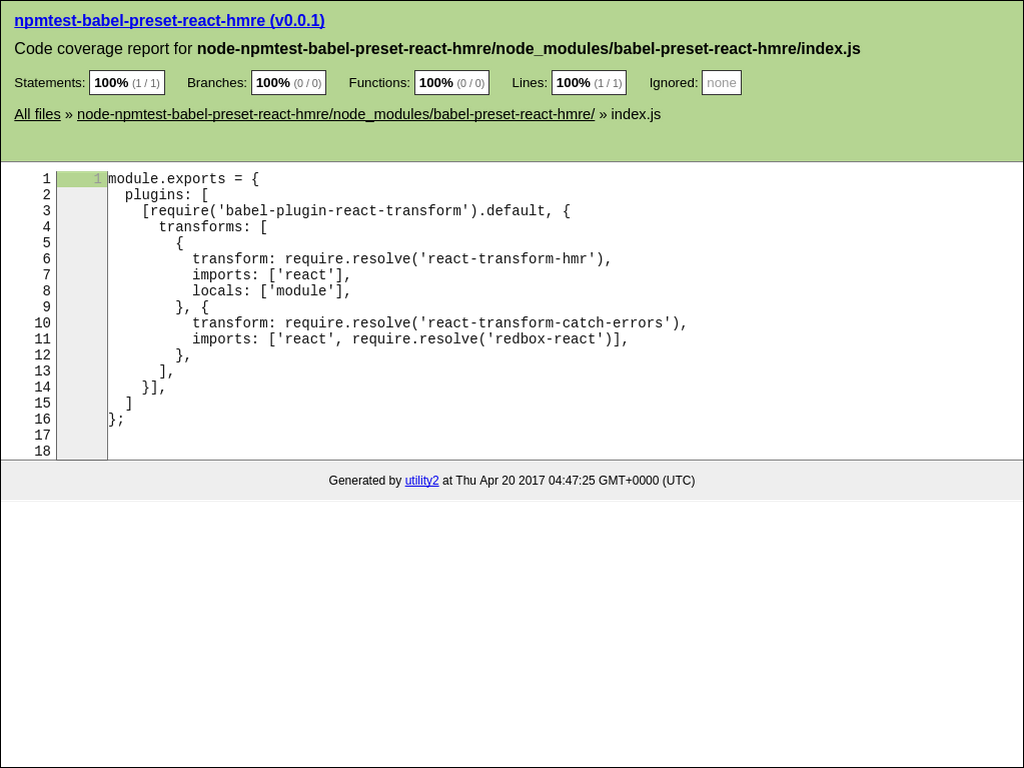 npmtest-babel-preset-react-hmre (v0.0.1)
Code coverage report for node-npmtest-babel-preset-react-hmre/node_modules/babel-preset-react-hmre/index.js
Statements: 100% (1 / 1) Branches: 100% (0 / 0) Functions: 100% (0 / 0) Lines: 100% (1 / 1) Ignored: none
All files » node-npmtest-babel-preset-react-hmre/node_modules/babel-preset-react-hmre/ » index.js
1 1 module.exports = {
2   plugins: [
3     [require('babel-plugin-react-transform').default, {
4       transforms: [
5         {
6           transform: require.resolve('react-transform-hmr'),
7           imports: ['react'],
8           locals: ['module'],
9         }, {
10           transform: require.resolve('react-transform-catch-errors'),
11           imports: ['react', require.resolve('redbox-react')],
12         },
13       ],
14     }],
15   ]
16 };
17
18
Generated by utility2 at Thu Apr 20 2017 04:47:25 GMT+0000 (UTC)